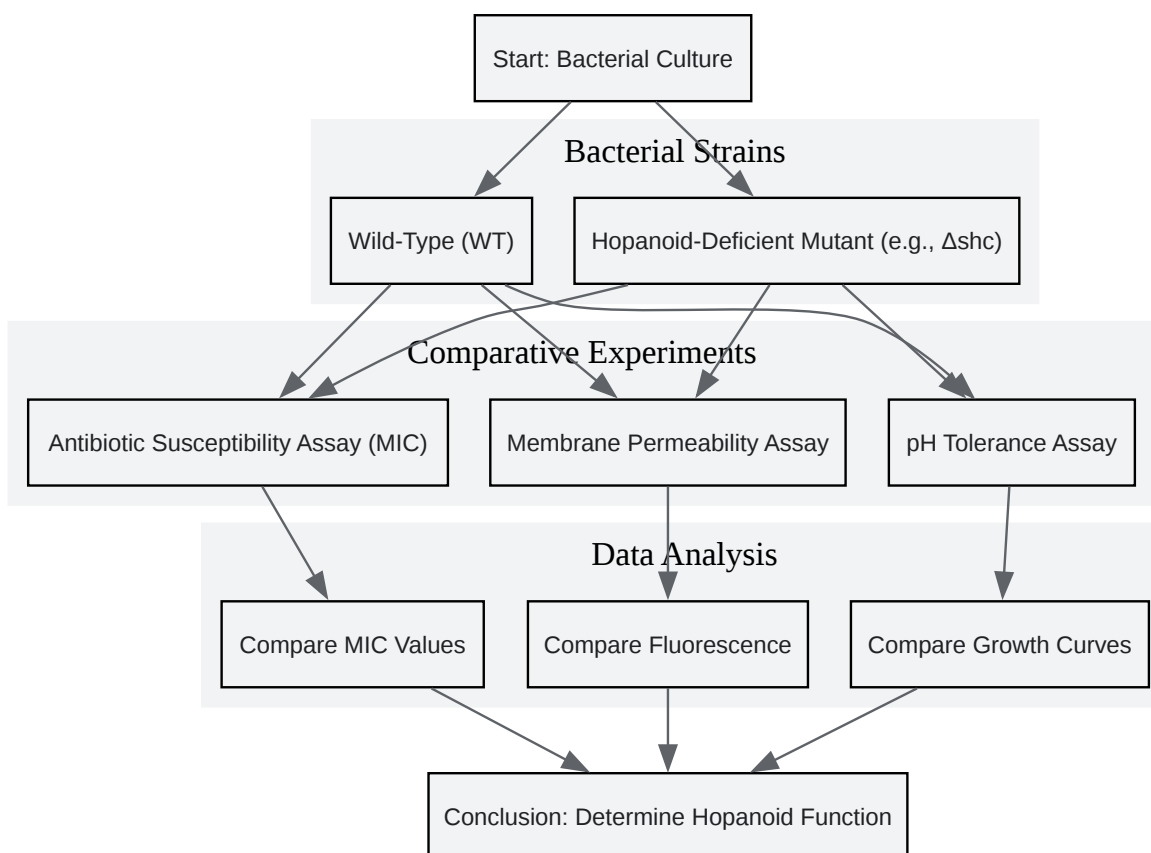 Start: Bacterial Culture
Bacterial Strains
Wild-Type (WT)
Hopanoid-Deficient Mutant (e.g., Δshc)
Comparative Experiments
Antibiotic Susceptibility Assay (MIC)
Membrane Permeability Assay
pH Tolerance Assay
Data Analysis
Compare MIC Values
Compare Fluorescence
Compare Growth Curves
Conclusion: Determine Hopanoid Function